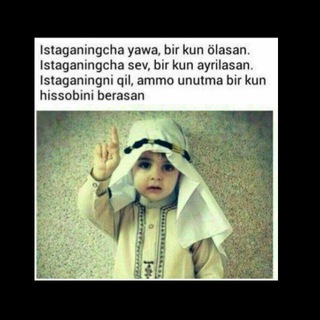 Istaganingcha yawa, bir kun ölasan.
Istaganingcha sev, bir kun ayrilasan.
Istaganingni qil, ammo unutma bir kun
hissobini berasan